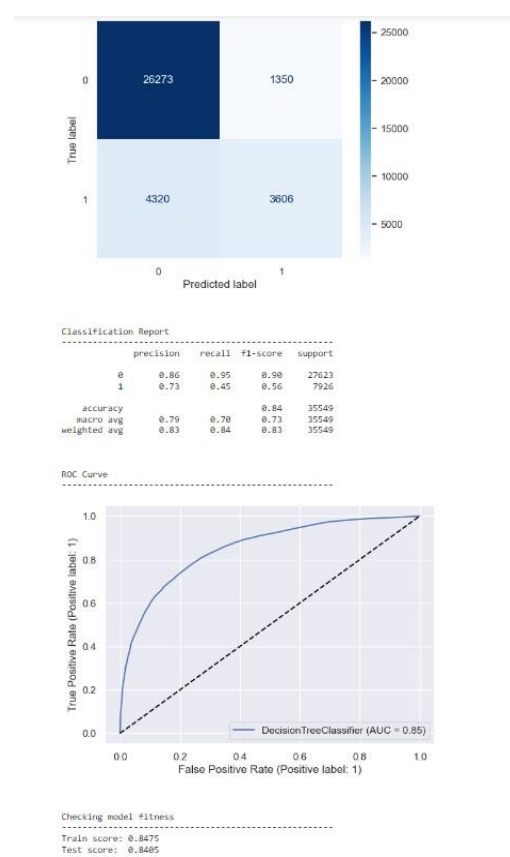 25000
0
26273
1350
20000
True label
15000
10000
1
4320
3606
5000
0
1
Predicted label
Classification Report
precision recall f1-score support
0 0.86 0.95 0.90 27623
1 0.73 0.45 0.56 7926
accuracy 0.84 35549
macro avg 0.79 0.70 0.73 35549
weighted avg 0.83 0.84 0.83 35549
ROC Curve
1.0
0.8
0.6
0.4
0.2
0.0
True Positive Rate (Positive label: 1)
DecisionTreeClassifier (AUC = 0.85)
0.0 0.2 0.4 0.6 0.8 1.0
False Positive Rate (Positive label: 1)
Checking model fitness
Train score: 0.8475
Test score: 0.8405